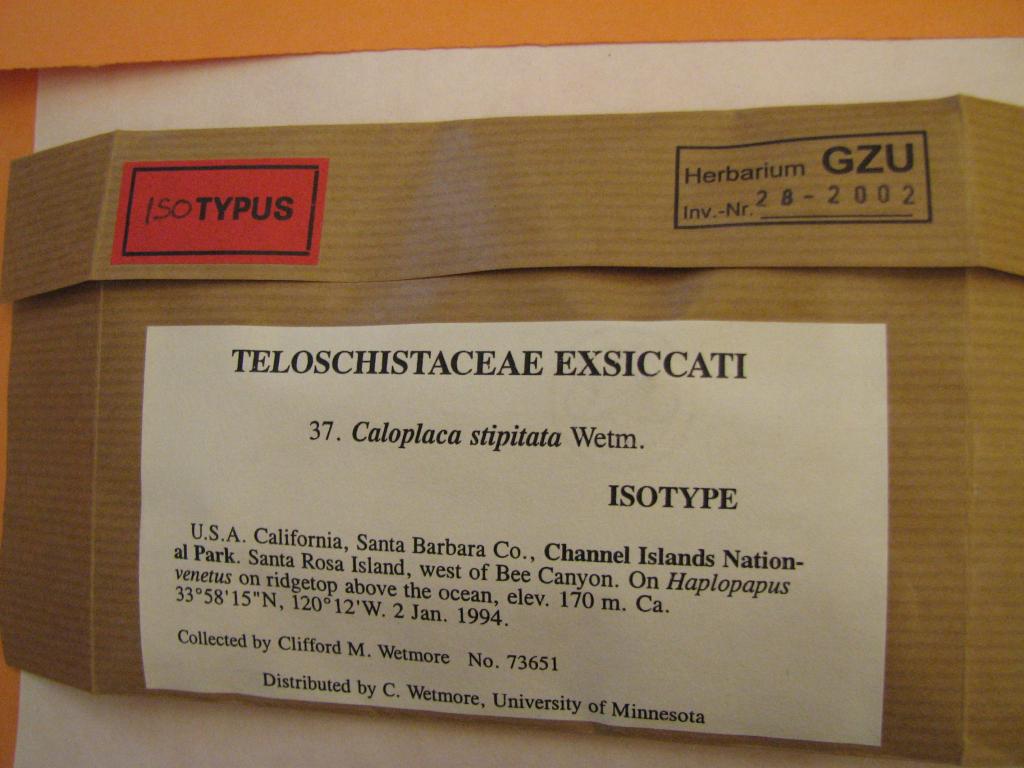 ISOTYPUS
Herbarium GZU
Inv.-Nr. 28-2002
TELOSCHISTACEAE EXSICCATI
37. Caloplaca stipitata Wetm.
ISOTYPE
U.S.A. California, Santa Barbara Co., Channel Islands Nation-
al Park. Santa Rosa Island, west of Bee Canyon. On Haplopapus
venetus on ridgetop above the ocean, elev. 170 m. Ca.
33°58'15"N, 120°12'W. 2 Jan. 1994.
Collected by Clifford M. Wetmore No. 73651
Distributed by C. Wetmore, University of Minnesota